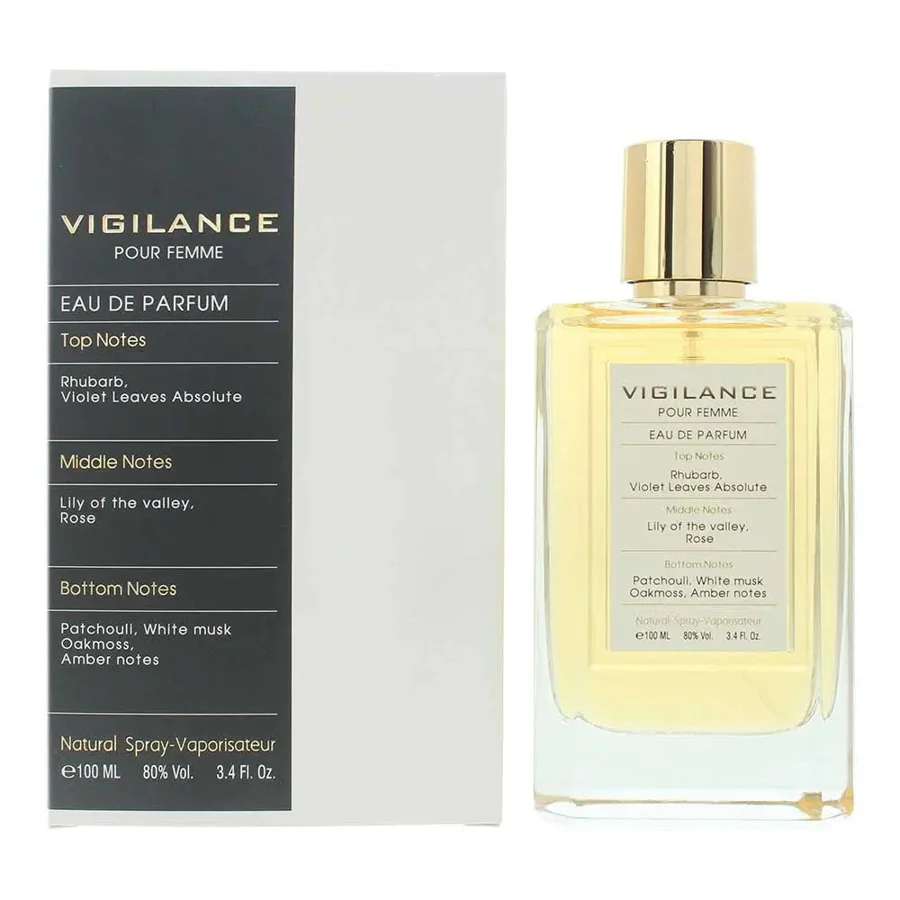 VIGILANCE
POUR FEMME
EAU DE PARFUM
Top Notes
Rhubarb,
Violet Leaves Absolute
Middle Notes
Lily of the valley,
Rose
Bottom Notes
Patchouli, White musk
Oakmoss,
Amber notes
Natural Spray-Vaporisateur
℮100 ML 80% Vol. 3.4 Fl. Oz.
VIGILANCE
POUR FEMME
EAU DE PARFUM
Top Notes
Rhubarb,
Violet Leaves Absolute
Middle Notes
Lily of the valley,
Rose
Bottom Notes
Patchouli, White musk
Oakmoss, Amber notes
Natural Spray-Vaporisateur
℮100 ML 80% Vol. 3.4 Fl. Oz.